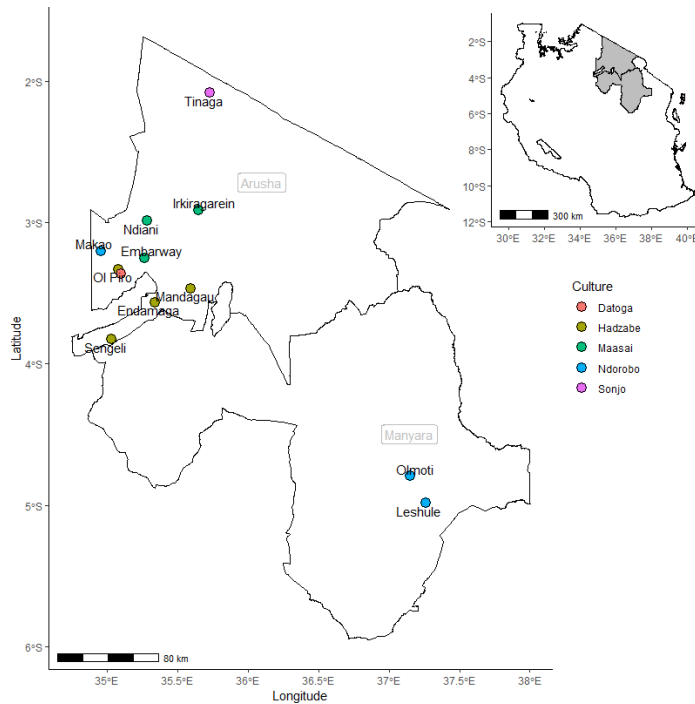 2°S
3°S
4°S
5°S
6°S
Latitude
35°E
35.5°E
36°E
36.5°E
37°E
37.5°E
38°E
Longitude
Tinaga
Arusha
Irkiragarein
Ndiani
Makao
Embarway
Ol Piro
Mandagau
Endamaga
Sengeli
Manyara
Olmoti
Leshule
80 km
2°S
4°S
6°S
8°S
10°S
12°S
300 km
30°E
32°E
34°E
36°E
38°E
40°E
Culture
Datoga
Hadzabe
Maasai
Ndorobo
Sonjo